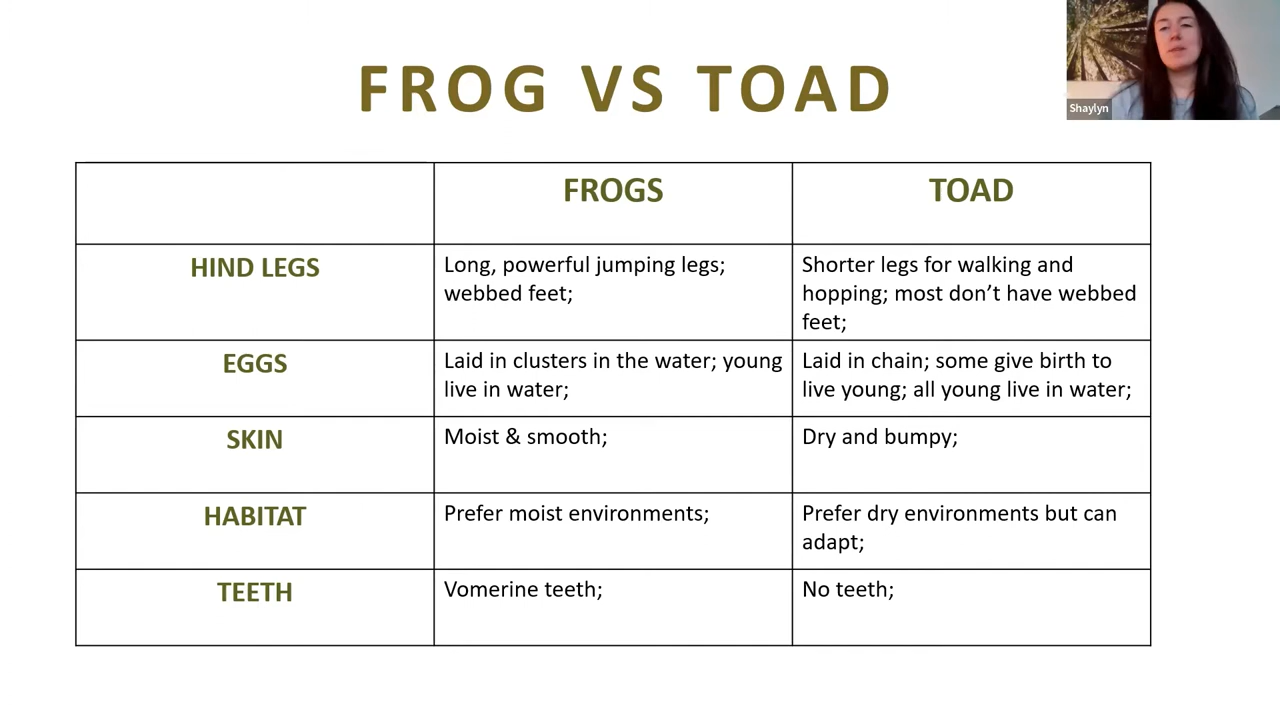 FROG VS TOAD
Shaylyn
FROGS
TOAD
HIND LEGS
Long, powerful jumping legs;
webbed feet;
Shorter legs for walking and
hopping; most don’t have webbed
feet;
EGGS
Laid in clusters in the water; young
live in water;
Laid in chain; some give birth to
live young; all young live in water;
SKIN
Moist & smooth;
Dry and bumpy;
HABITAT
Prefer moist environments;
Prefer dry environments but can
adapt;
TEETH
Vomerine teeth;
No teeth;